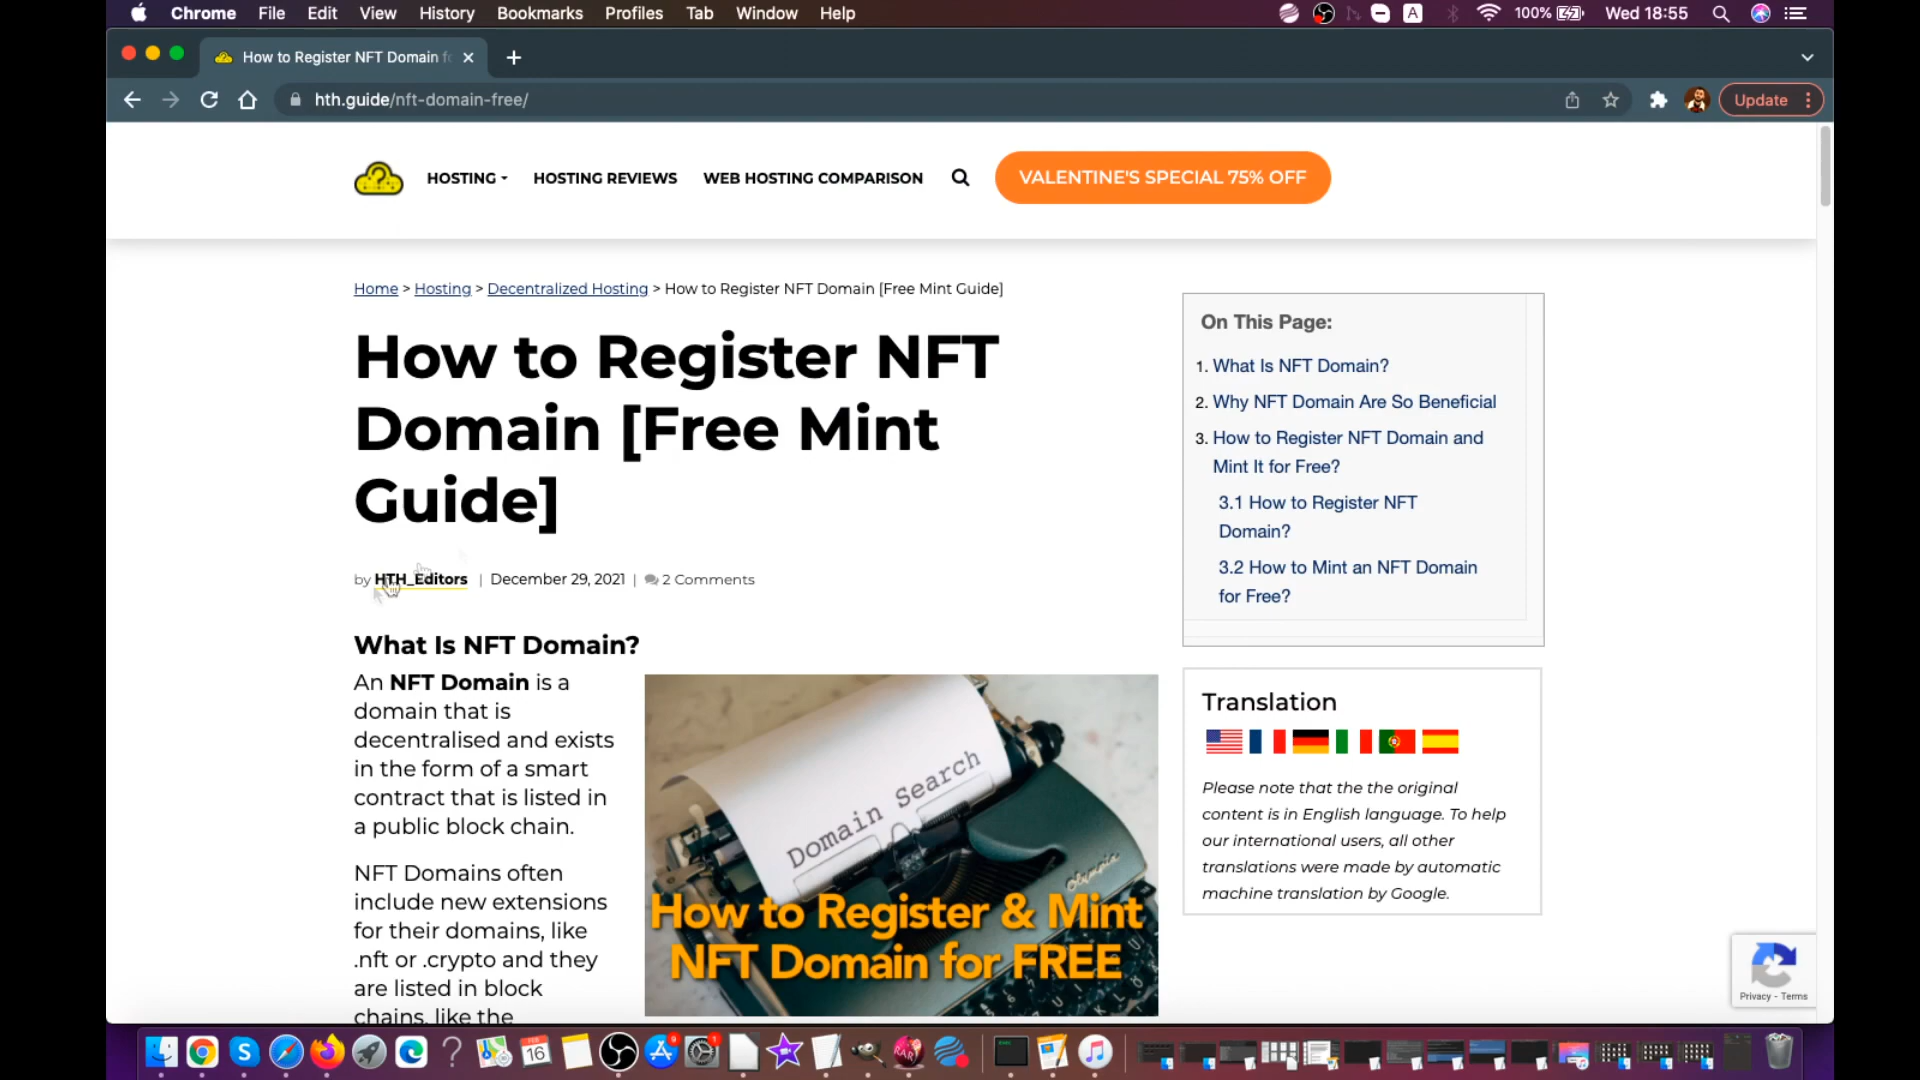 Chrome File Edit View History Bookmarks Profiles Tab Window Help
A 100% Wed 18:55
How to Register NFT Domain f
hth.guide/nft-domain-free/
Update
HOSTING HOSTING REVIEWS WEB HOSTING COMPARISON VALENTINE'S SPECIAL 75% OFF
Home > Hosting > Decentralized Hosting > How to Register NFT Domain [Free Mint Guide]
How to Register NFT
Domain [Free Mint
Guide]
by HTH_Editors | December 29, 2021 | 2 Comments
What Is NFT Domain?
An NFT Domain is a
domain that is
decentralised and exists
in the form of a smart
contract that is listed in
a public block chain.
NFT Domains often
include new extensions
for their domains, like
.nft or .crypto and they
are listed in block
chains, like the
Domain Search
Olympia
How to Register & Mint
NFT Domain for FREE
On This Page:
1. What Is NFT Domain?
2. Why NFT Domain Are So Beneficial
3. How to Register NFT Domain and
Mint It for Free?
3.1 How to Register NFT
Domain?
3.2 How to Mint an NFT Domain
for Free?
Translation
Please note that the the original
content is in English language. To help
our international users, all other
translations were made by automatic
machine translation by Google.
Privacy - Terms
FEB
16
RAR